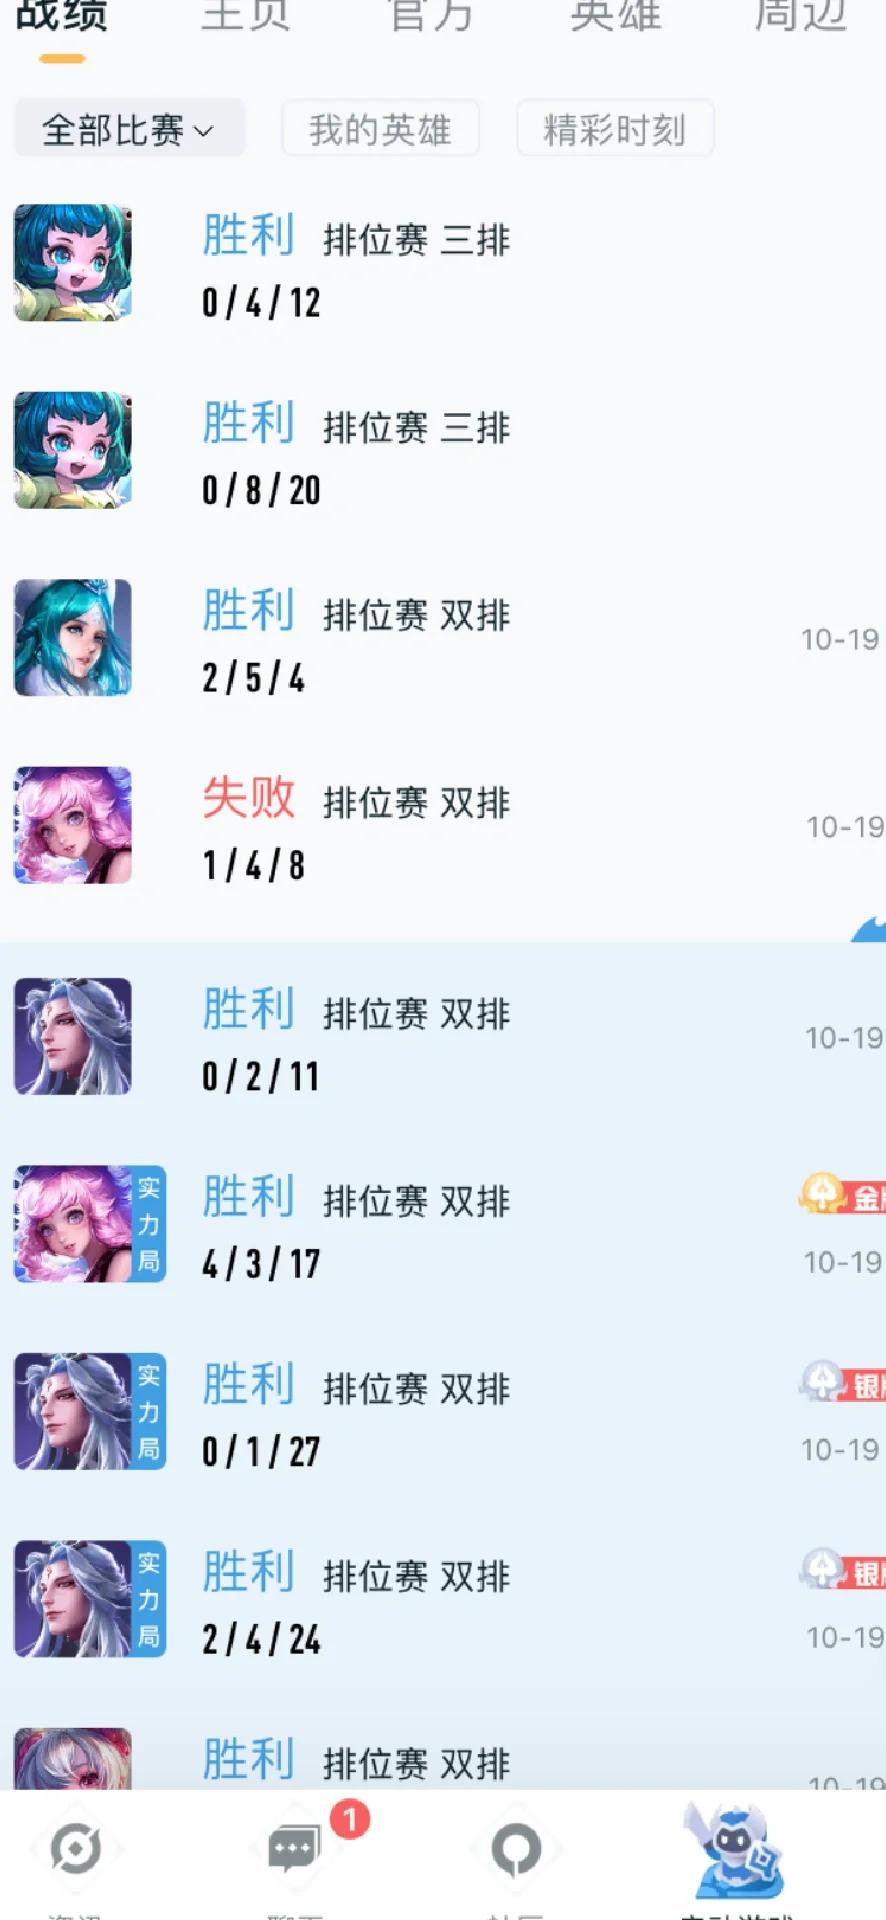 战绩 主页 官方 英雄 周边
全部比赛 我的英雄 精彩时刻
胜利 排位赛 三排
0/4/12
胜利 排位赛 三排
0/8/20
胜利 排位赛 双排
10-19
2/5/4
失败 排位赛 双排
10-19
1/4/8
胜利 排位赛 双排
10-19
0/2/11
实力局
胜利 排位赛 双排
金牌
4/3/17
10-19
实力局
胜利 排位赛 双排
银牌
0/1/27
10-19
实力局
胜利 排位赛 双排
银牌
2/4/24
10-19
胜利 排位赛 双排
10-19
1